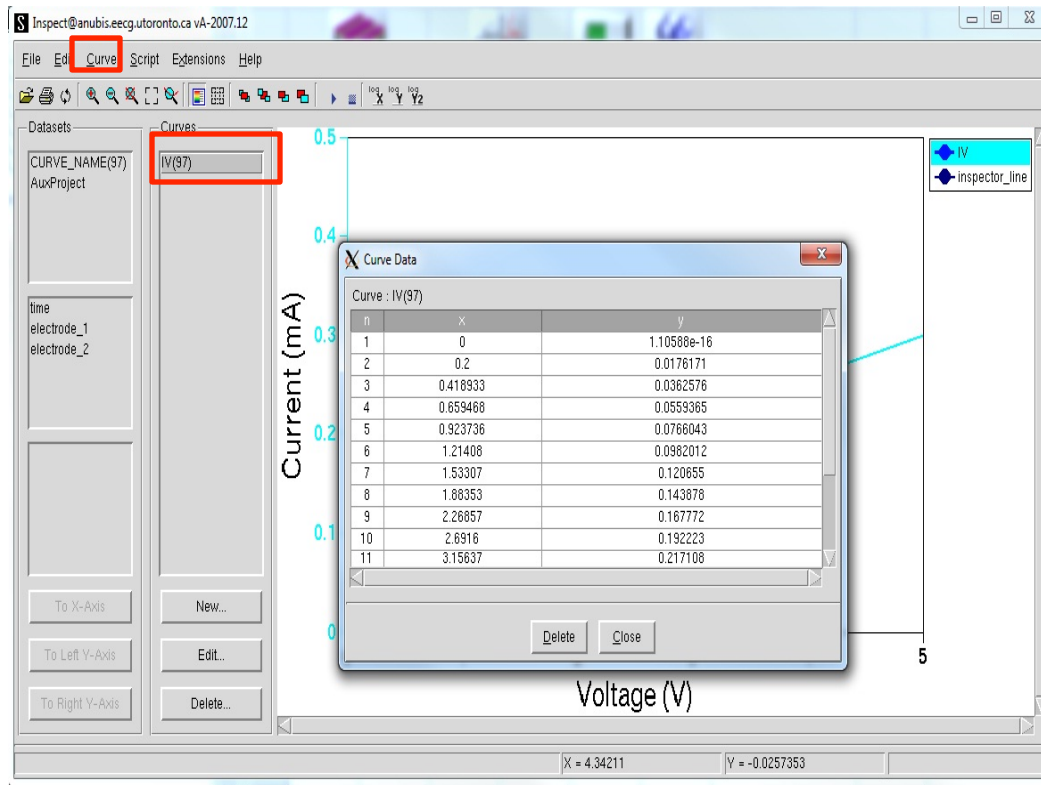 Inspect@anubis.eecg.utoronto.ca vA-2007.12
File Edi Curve Script Extensions Help
log X log Y log Y2
Datasets
CURVE_NAME(97)
AuxProject
time
electrode_1
electrode_2
To X-Axis
To Left Y-Axis
To Right Y-Axis
Curves
IV(97)
New...
Edit...
Delete...
0.5
0.4
0.3
0.2
0.1
0
Current (mA)
IV
inspector_line
Curve Data
Curve : IV(97)
n x y
1 0 1.10588e-16
2 0.2 0.0176171
3 0.418933 0.0362576
4 0.659468 0.0559365
5 0.923736 0.0766043
6 1.21408 0.0982012
7 1.53307 0.120655
8 1.88353 0.143878
9 2.26857 0.167772
10 2.6916 0.192223
11 3.15637 0.217108
Delete Close
5
Voltage (V)
X = 4.34211 Y = -0.0257353